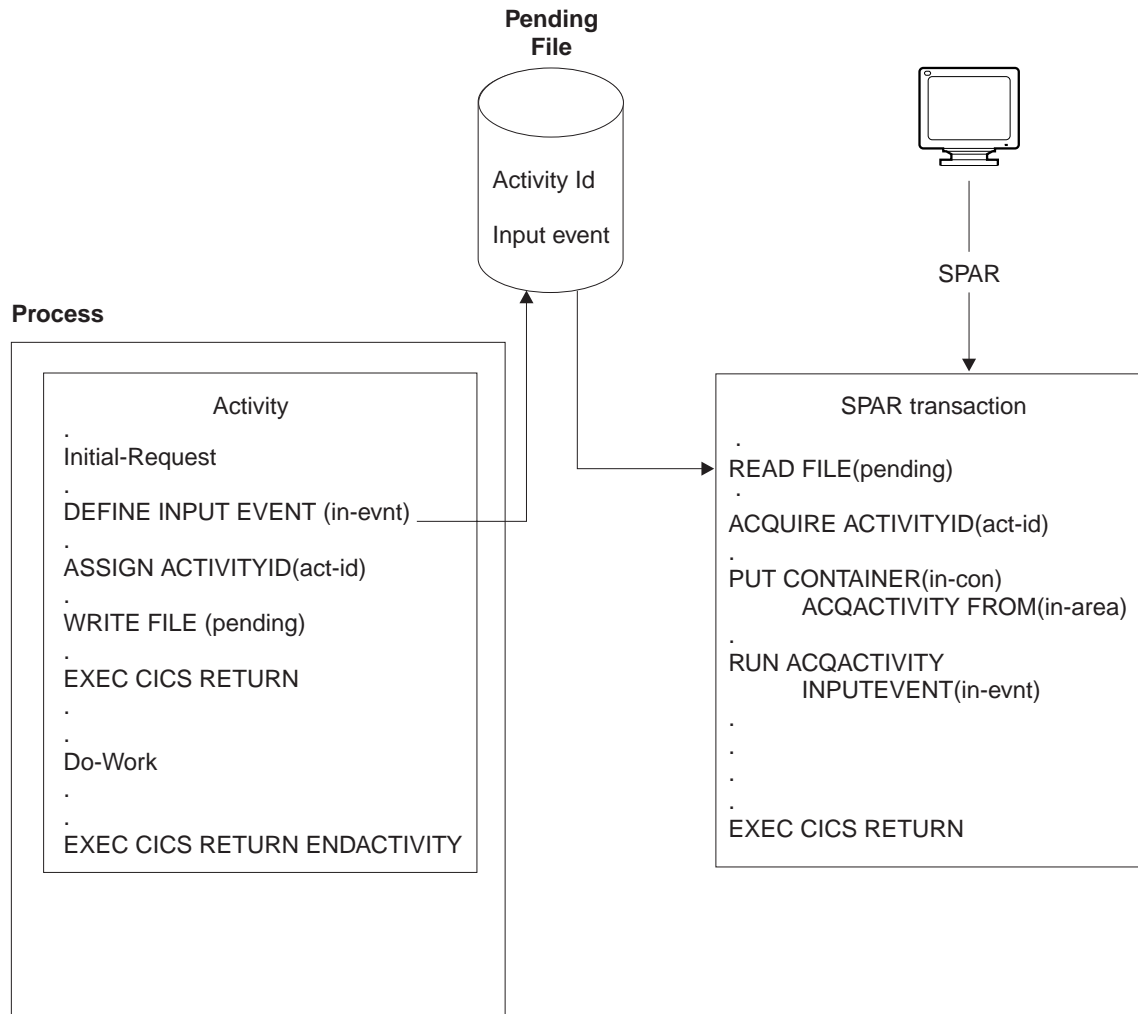 Pending
File
Activity Id
Input event
SPAR
Process
Activity
.
Initial-Request
.
DEFINE INPUT EVENT (in-evnt)
.
ASSIGN ACTIVITYID(act-id)
.
WRITE FILE (pending)
.
EXEC CICS RETURN
.
.
Do-Work
.
.
EXEC CICS RETURN ENDACTIVITY
SPAR transaction
.
READ FILE(pending)
.
ACQUIRE ACTIVITYID(act-id)
.
PUT CONTAINER(in-con)
ACQACTIVITY FROM(in-area)
.
RUN ACQACTIVITY
INPUTEVENT(in-evnt)
.
.
.
.
EXEC CICS RETURN